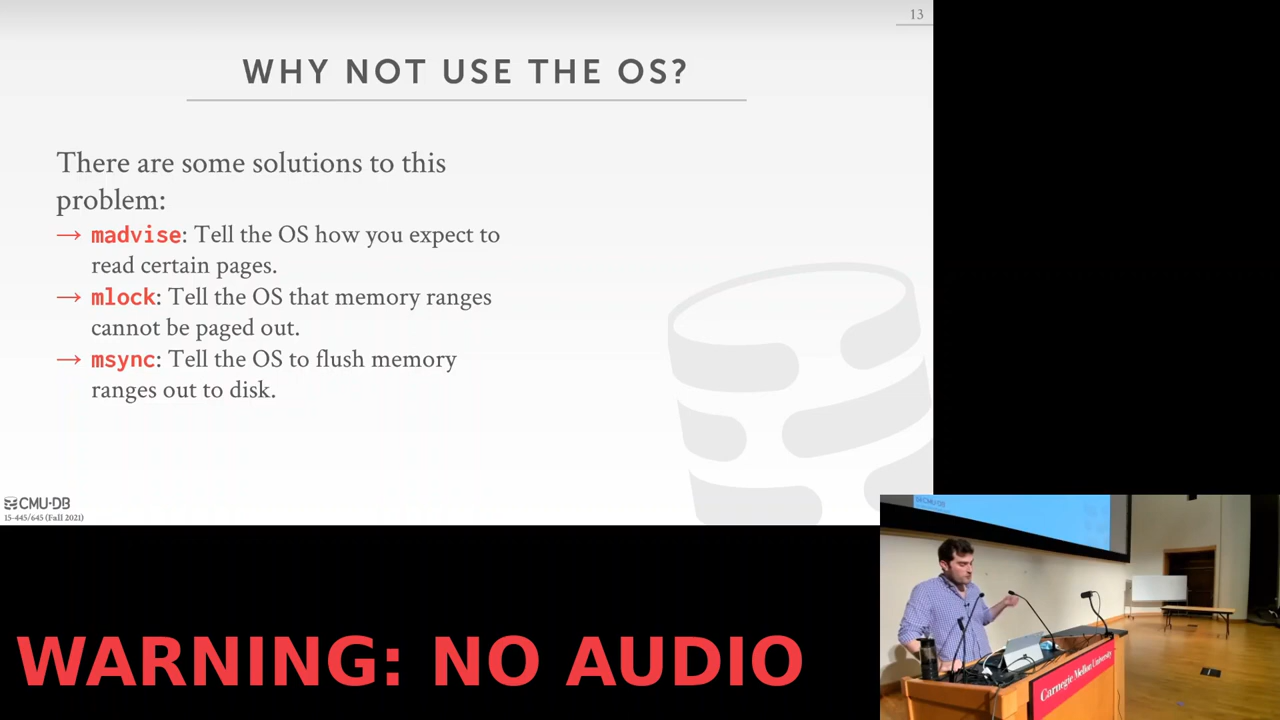 13
WHY NOT USE THE OS?
There are some solutions to this
problem:
→ madvise: Tell the OS how you expect to
read certain pages.
→ mlock: Tell the OS that memory ranges
cannot be paged out.
→ msync: Tell the OS to flush memory
ranges out to disk.
CMU·DB
15-445/645 (Fall 2021)
CMU·DB
Carnegie Mellon University
WARNING: NO AUDIO